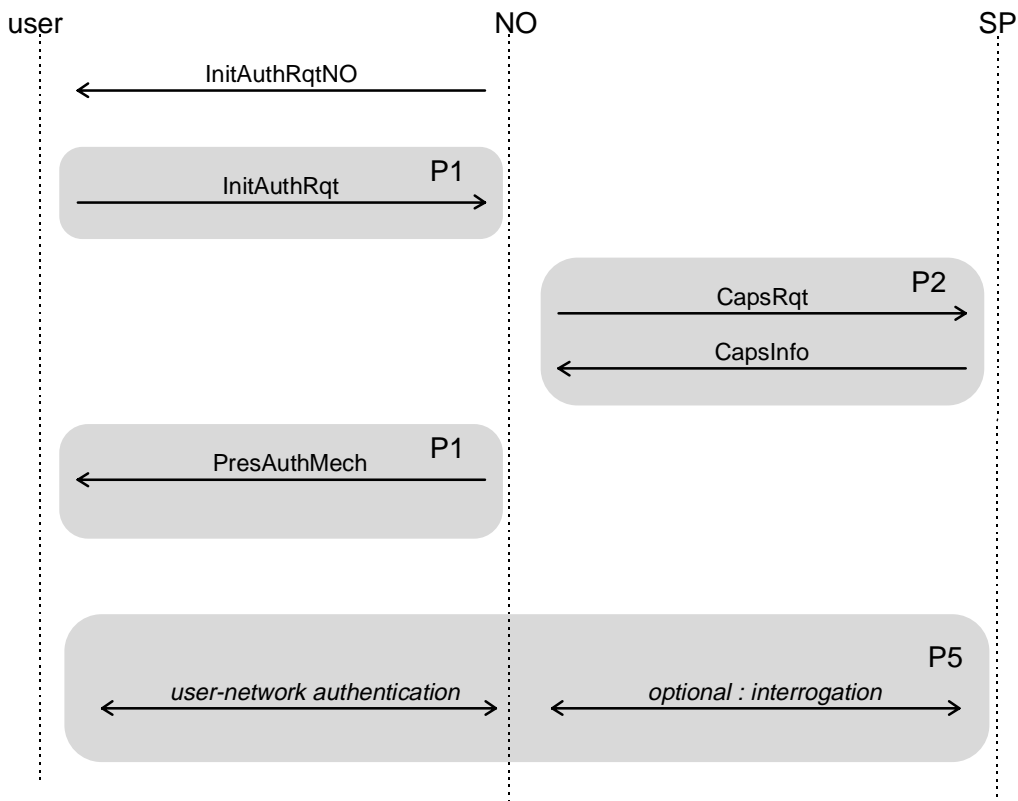 user NO SP
InitAuthRqtNO
P1
InitAuthRqt
P2
CapsRqt
CapsInfo
P1
PresAuthMech
P5
user-network authentication optional : interrogation